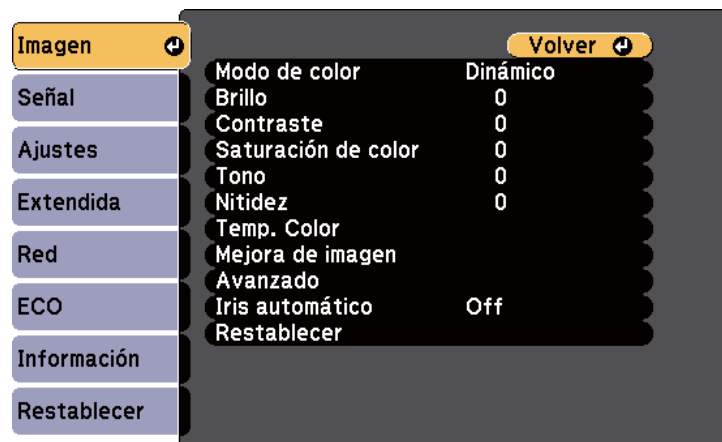 Imagen
Señal
Ajustes
Extendida
Red
ECO
Información
Restablecer
Volver
Modo de color Dinámico
Brillo 0
Contraste 0
Saturación de color 0
Tono 0
Nitidez 0
Temp. Color
Mejora de imagen
Avanzado
Iris automático Off
Restablecer